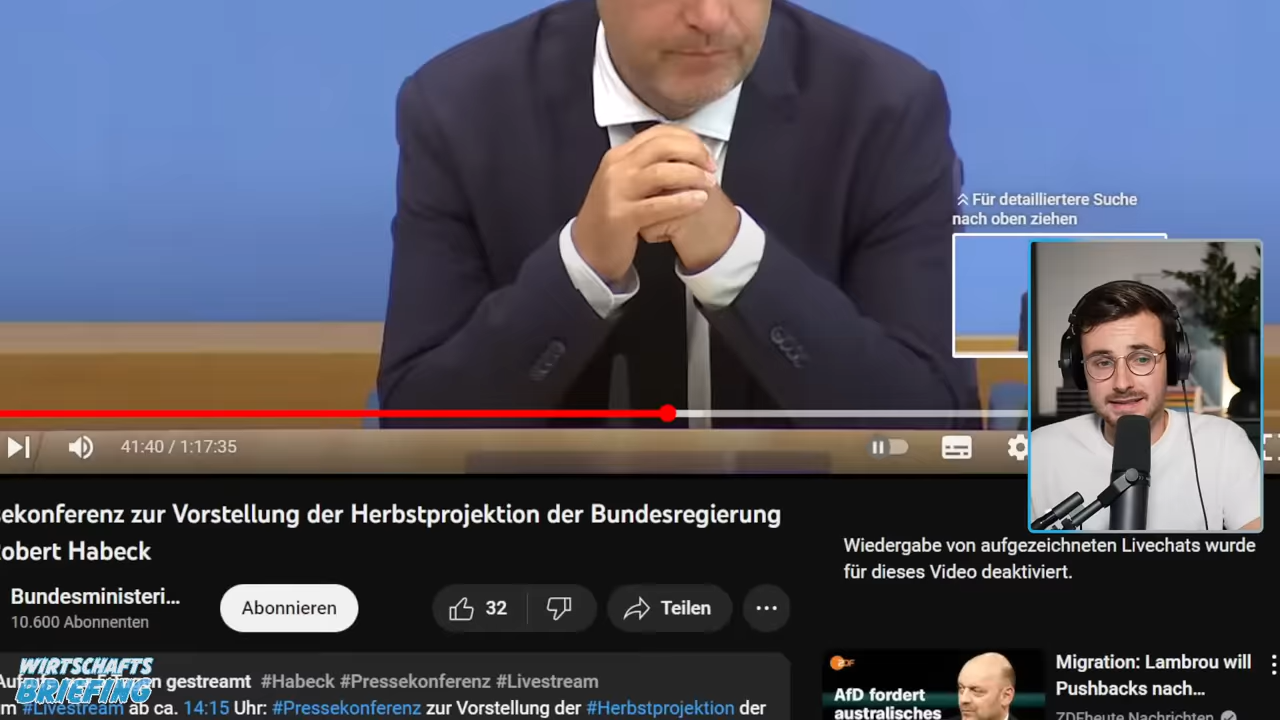 Für detailliertere Suche
nach oben ziehen
41:40 / 1:17:35
ekonferenz zur Vorstellung der Herbstprojektion der Bundesregierung
obert Habeck
Bundesministeri...
10.600 Abonnenten
Abonnieren
32
Teilen
Wiedergabe von aufgezeichneten Livechats wurde
für dieses Video deaktiviert.
WIRTSCHAFTS
BRIEFING
gestreamt #Habeck #Pressekonferenz #Livestream
m #Livestream ab ca. 14:15 Uhr: #Pressekonferenz zur Vorstellung der #Herbstprojektion der
ZDF
AfD fordert
australisches
Migration: Lambrou will
Pushbacks nach...
ZDFheute Nachrichten